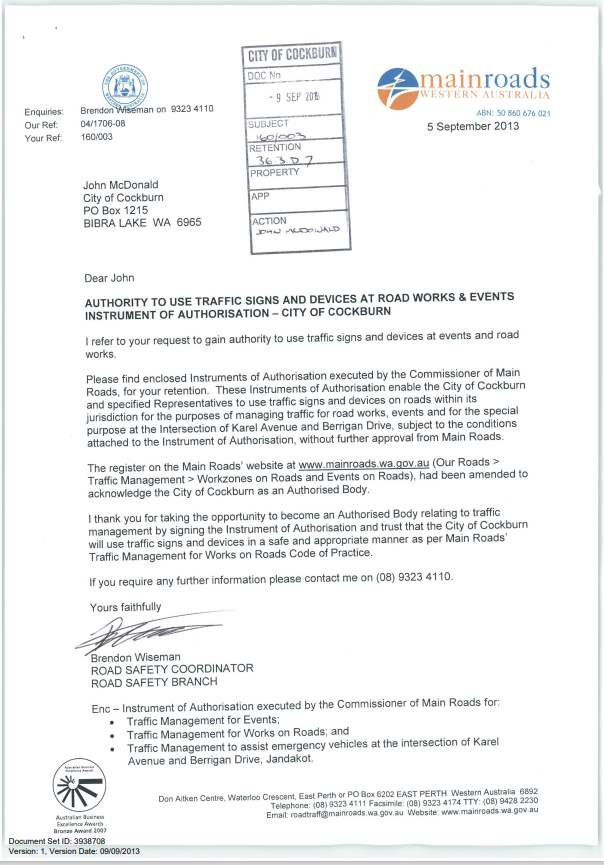 CITY OF COCKBURN
DOC No
- 9 SEP 2013
SUBJECT
160/003
RETENTION
36 3 D 7
PROPERTY
APP
ACTION
JOHN McDONALD
mainroads
WESTERN AUSTRALIA
ABN: 50 860 676 021
5 September 2013
Enquiries: Brendon Wiseman on 9323 4110
Our Ref: 04/1706-08
Your Ref: 160/003
John McDonald
City of Cockburn
PO Box 1215
BIBRA LAKE WA 6965
Dear John
AUTHORITY TO USE TRAFFIC SIGNS AND DEVICES AT ROAD WORKS & EVENTS
INSTRUMENT OF AUTHORISATION – CITY OF COCKBURN
I refer to your request to gain authority to use traffic signs and devices at events and road
works.
Please find enclosed Instruments of Authorisation executed by the Commissioner of Main
Roads, for your retention. These Instruments of Authorisation enable the City of Cockburn
and specified Representatives to use traffic signs and devices on roads within its
jurisdiction for the purposes of managing traffic for road works, events and for the special
purpose at the Intersection of Karel Avenue and Berrigan Drive, subject to the conditions
attached to the Instrument of Authorisation, without further approval from Main Roads.
The register on the Main Roads' website at www.mainroads.wa.gov.au (Our Roads >
Traffic Management > Workzones on Roads and Events on Roads), had been amended to
acknowledge the City of Cockburn as an Authorised Body.
I thank you for taking the opportunity to become an Authorised Body relating to traffic
management by signing the Instrument of Authorisation and trust that the City of Cockburn
will use traffic signs and devices in a safe and appropriate manner as per Main Roads'
Traffic Management for Works on Roads Code of Practice.
If you require any further information please contact me on (08) 9323 4110.
Yours faithfully
Brendon Wiseman
ROAD SAFETY COORDINATOR
ROAD SAFETY BRANCH
Enc – Instrument of Authorisation executed by the Commissioner of Main Roads for:
• Traffic Management for Events;
• Traffic Management for Works on Roads; and
• Traffic Management to assist emergency vehicles at the intersection of Karel
Avenue and Berrigan Drive, Jandakot.
Australian Business
Excellence Awards
Australian Business
Excellence Awards
Bronze Award 2007
Don Aitken Centre, Waterloo Crescent, East Perth or PO Box 6202 EAST PERTH Western Australia 6892
Telephone: (08) 9323 4111 Facsimile: (08) 9323 4174 TTY: (08) 9428 2230
Email: roadtraff@mainroads.wa.gov.au Website: www.mainroads.wa.gov.au
Document Set ID: 3938708
Version: 1, Version Date: 09/09/2013